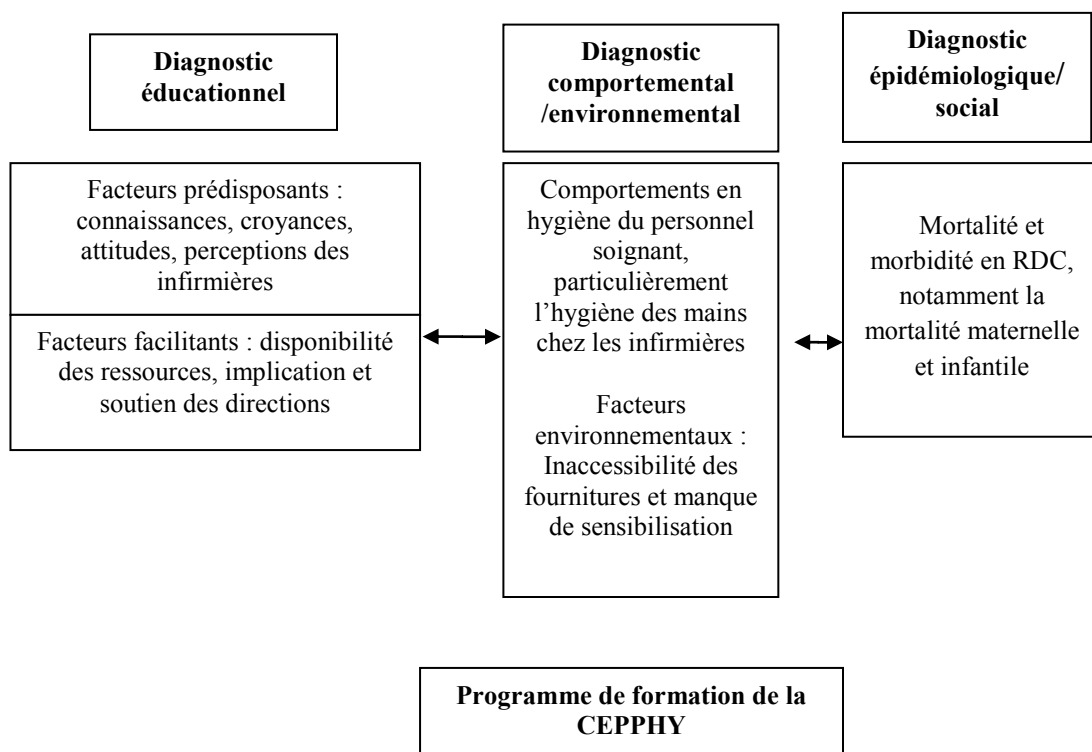 Diagnostic
éducationnel
Diagnostic
comportemental
/environnemental
Diagnostic
épidémiologique/
social
Facteurs prédisposants :
connaissances, croyances,
attitudes, perceptions des
infirmières
Facteurs facilitants : disponibilité
des ressources, implication et
soutien des directions
Comportements en
hygiène du personnel
soignant,
particulièrement
l’hygiène des mains
chez les infirmières
Facteurs
environnementaux :
Inaccessibilité des
fournitures et manque
de sensibilisation
Mortalité et
morbidité en RDC,
notamment la
mortalité maternelle
et infantile
Programme de formation de la
CEPPHY